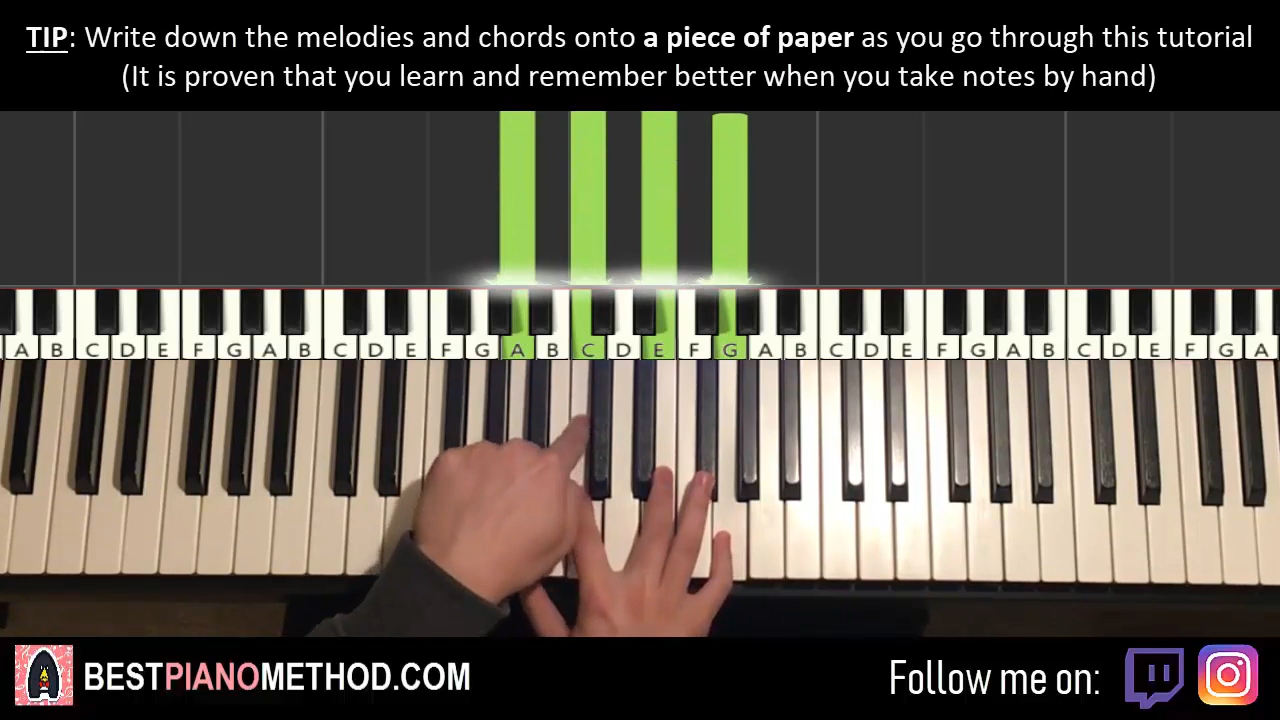 TIP: Write down the melodies and chords onto a piece of paper as you go through this tutorial
(It is proven that you learn and remember better when you take notes by hand)
A B C D E F G A B C D E F G A B C D E F G A B C D E F G A B C D E F G A
BESTPIANOMETHOD.COM
Follow me on: